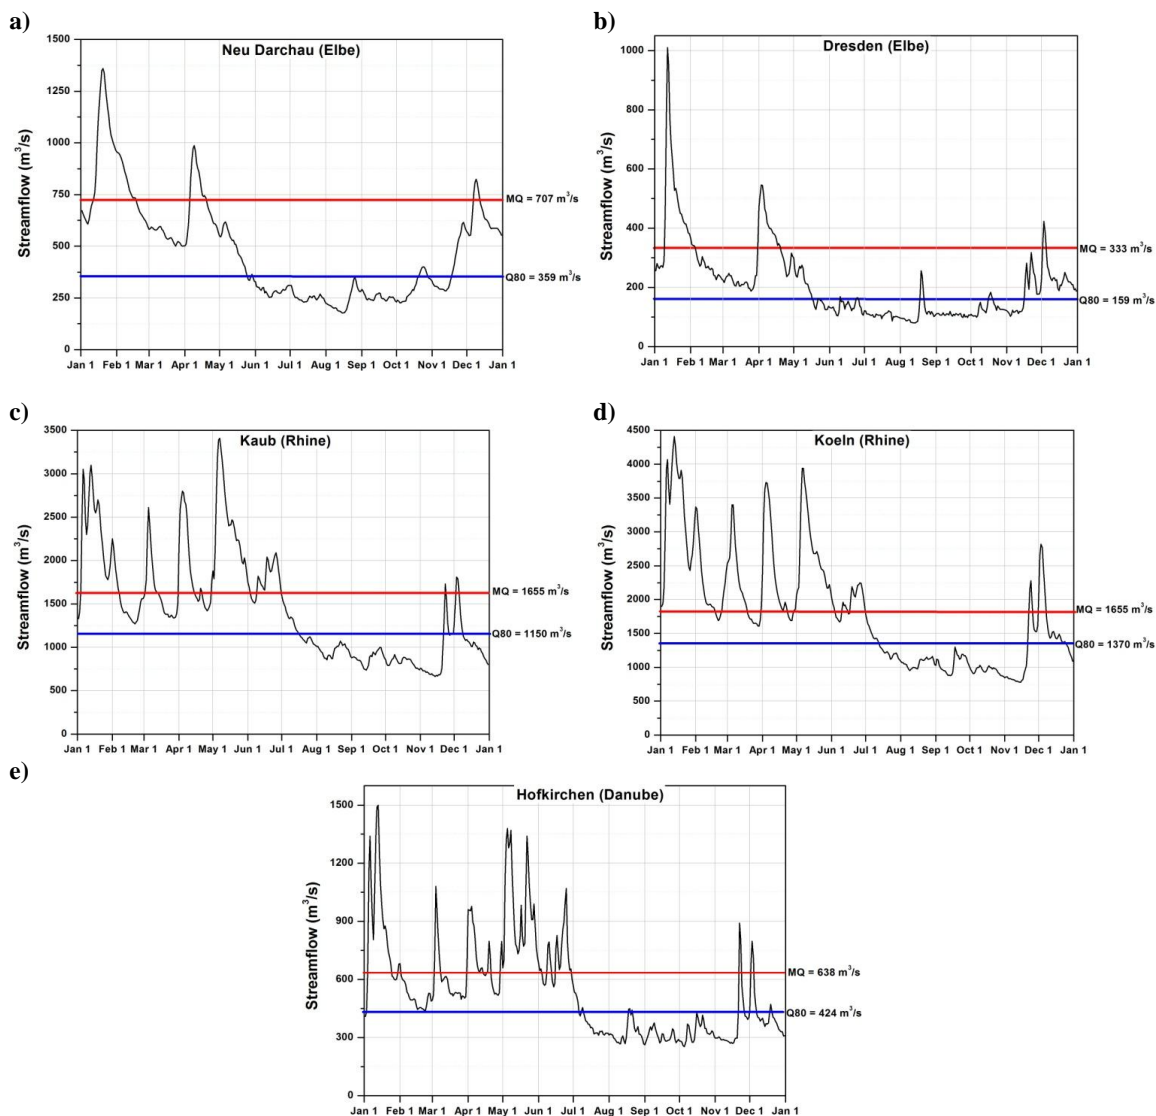 a)
Neu Darchau (Elbe)
Streamflow (m³/s)
1500
1250
1000
750
500
250
0
MQ = 707 m³/s
Q80 = 359 m³/s
Jan 1 Feb 1 Mar 1 Apr 1 May 1 Jun 1 Jul 1 Aug 1 Sep 1 Oct 1 Nov 1 Dec 1 Jan 1
b)
Dresden (Elbe)
Streamflow (m³/s)
1000
800
600
400
200
0
MQ = 333 m³/s
Q80 = 159 m³/s
Jan 1 Feb 1 Mar 1 Apr 1 May 1 Jun 1 Jul 1 Aug 1 Sep 1 Oct 1 Nov 1 Dec 1 Jan 1
c)
Kaub (Rhine)
Streamflow (m³/s)
3500
3000
2500
2000
1500
1000
500
0
MQ = 1655 m³/s
Q80 = 1150 m³/s
Jan 1 Feb 1 Mar 1 Apr 1 May 1 Jun 1 Jul 1 Aug 1 Sep 1 Oct 1 Nov 1 Dec 1 Jan 1
d)
Koeln (Rhine)
Streamflow (m³/s)
4500
4000
3500
3000
2500
2000
1500
1000
500
0
MQ = 1655 m³/s
Q80 = 1370 m³/s
Jan 1 Feb 1 Mar 1 Apr 1 May 1 Jun 1 Jul 1 Aug 1 Sep 1 Oct 1 Nov 1 Dec 1 Jan 1
e)
Hofkirchen (Danube)
Streamflow (m³/s)
1500
1200
900
600
300
0
MQ = 638 m³/s
Q80 = 424 m³/s
Jan 1 Feb 1 Mar 1 Apr 1 May 1 Jun 1 Jul 1 Aug 1 Sep 1 Oct 1 Nov 1 Dec 1 Jan 1